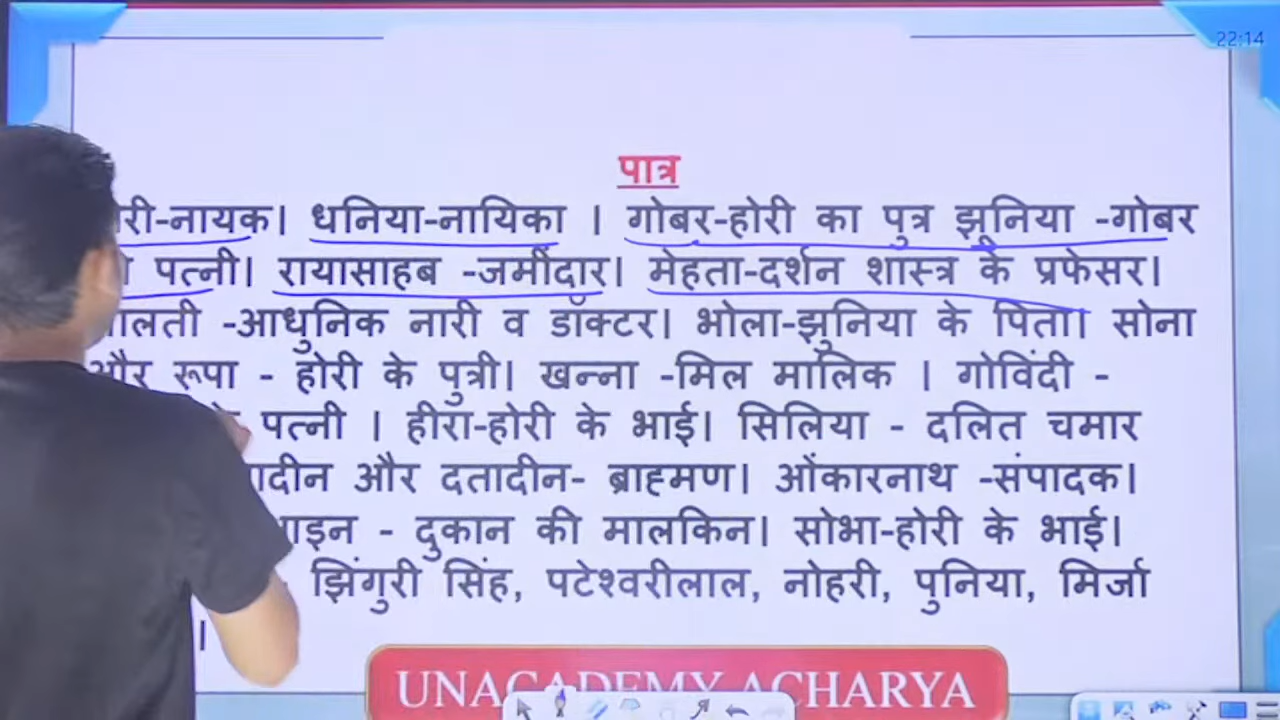 22:14
पात्र
री-नायक। धनिया-नायिका । गोबर-होरी का पुत्र झुनिया -गोबर
पत्नी। रायासाहब -जमींदार। मेहता-दर्शन शास्त्र के प्रफेसर।
मालती -आधुनिक नारी व डॉक्टर। भोला-झुनिया के पिता। सोना
और रूपा - होरी के पुत्री। खन्ना -मिल मालिक । गोविंदी -
पत्नी । हीरा-होरी के भाई। सिलिया - दलित चमार
ादीन और दतादीन- ब्राह्मण। ओंकारनाथ -संपादक।
आइन - दुकान की मालकिन। सोभा-होरी के भाई।
झिंगुरी सिंह, पटेश्वरीलाल, नोहरी, पुनिया, मिर्जा
।
UNACADEMY ACHARYA